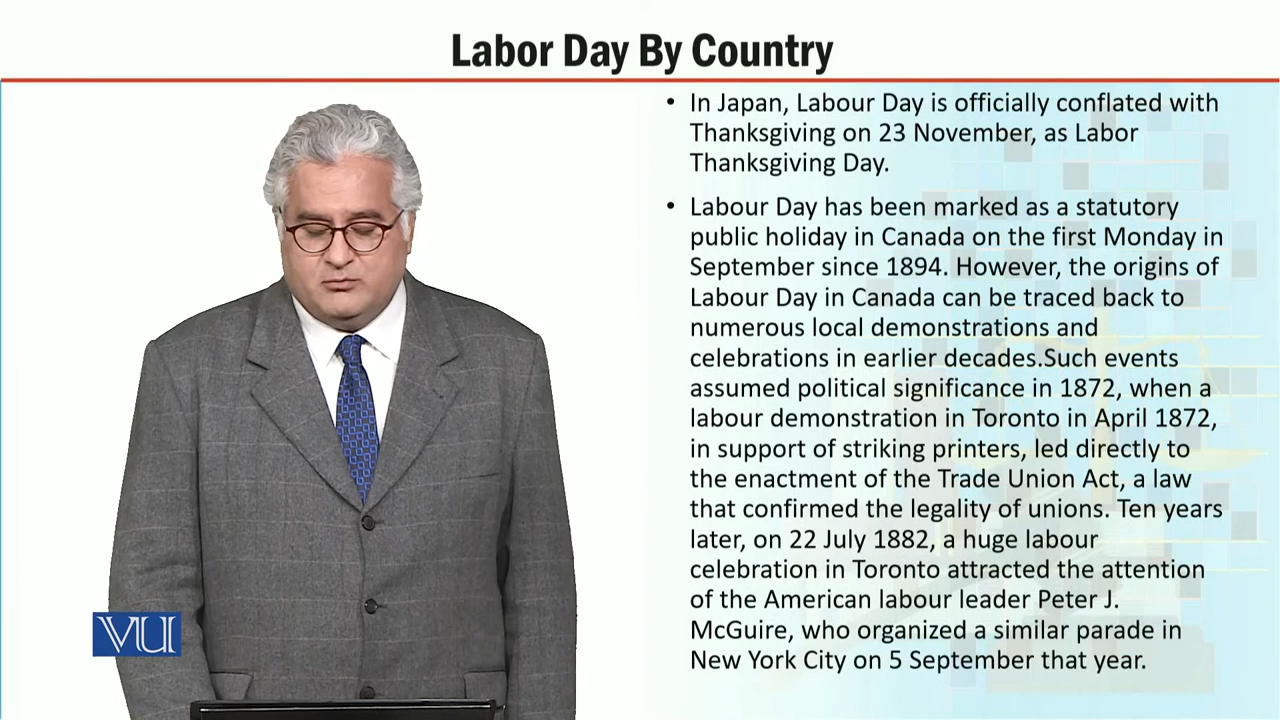 Labor Day By Country
• In Japan, Labour Day is officially conflated with
Thanksgiving on 23 November, as Labor
Thanksgiving Day.
• Labour Day has been marked as a statutory
public holiday in Canada on the first Monday in
September since 1894. However, the origins of
Labour Day in Canada can be traced back to
numerous local demonstrations and
celebrations in earlier decades.Such events
assumed political significance in 1872, when a
labour demonstration in Toronto in April 1872,
in support of striking printers, led directly to
the enactment of the Trade Union Act, a law
that confirmed the legality of unions. Ten years
later, on 22 July 1882, a huge labour
celebration in Toronto attracted the attention
of the American labour leader Peter J.
McGuire, who organized a similar parade in
New York City on 5 September that year.
VU